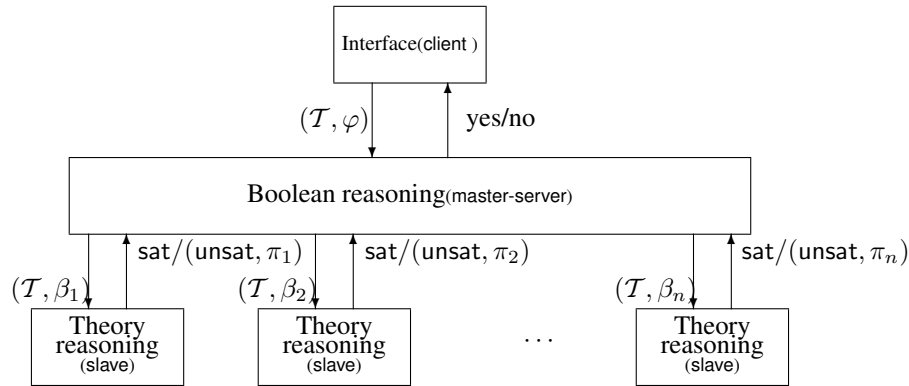 Interface(client )
(𝒯, φ) yes/no
Boolean reasoning(master-server)
sat/(unsat, π₁) sat/(unsat, π₂) sat/(unsat, πₙ)
(𝒯, β₁) (𝒯, β₂) (𝒯, βₙ)
Theory Theory Theory
reasoning reasoning ... reasoning
(slave) (slave) (slave)